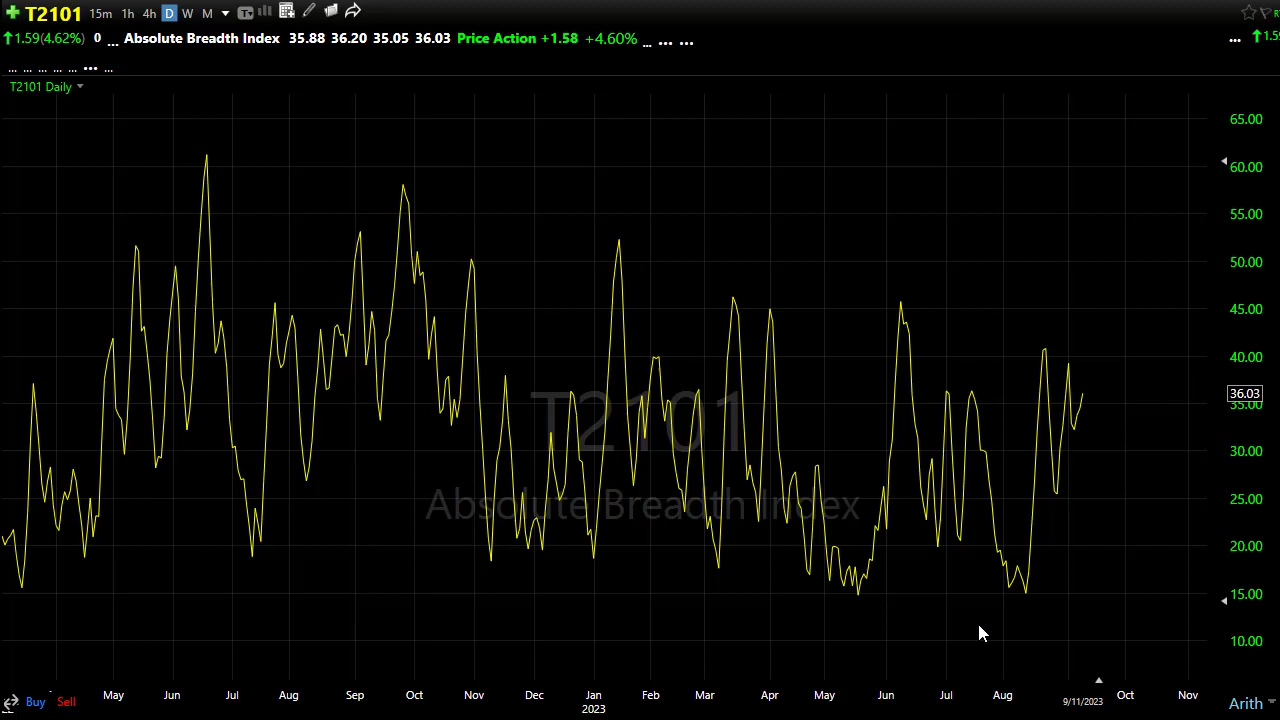 T2101 15m 1h 4h D W M
1.59(4.62%) 0 ... Absolute Breadth Index 35.88 36.20 35.05 36.03 Price Action +1.58 +4.60% ... ... ... ... 1.59
... ... ... ... ... ... ...
T2101 Daily
65.00
60.00
55.00
50.00
45.00
40.00
36.03
35.00
30.00
25.00
20.00
15.00
10.00
T2101
Absolute Breadth Index
May Jun Jul Aug Sep Oct Nov Dec Jan Feb Mar Apr May Jun Jul Aug 9/11/2023 Oct Nov
2023
Buy Sell
Arith